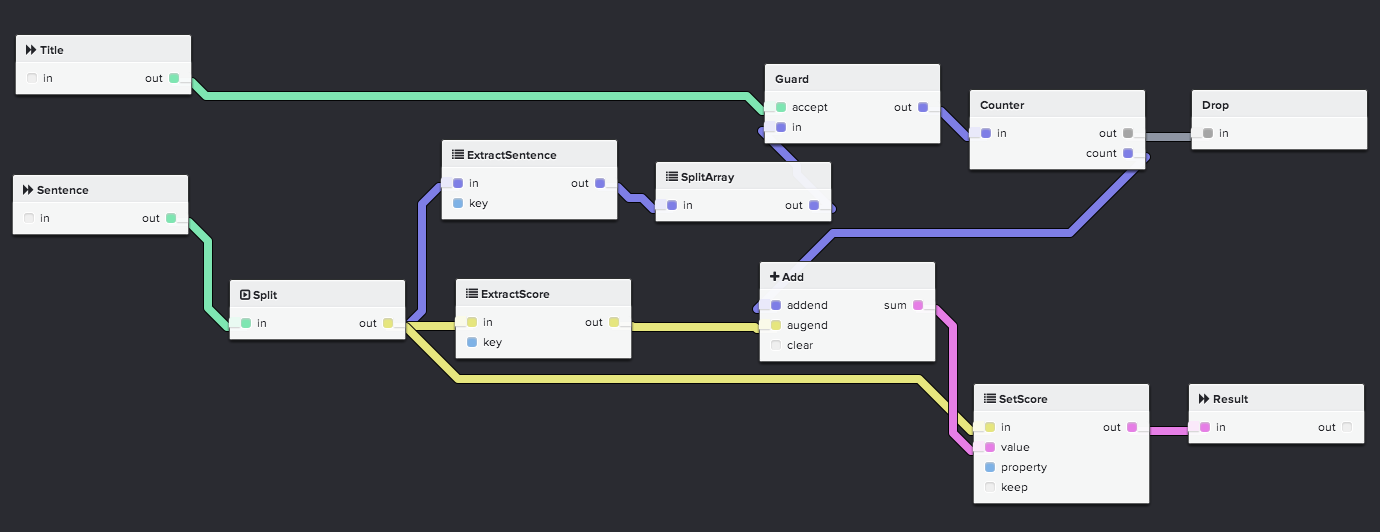 Title
in out
Sentence
in out
Split
in out
ExtractSentence
in out
key
ExtractScore
in out
key
SplitArray
in out
Guard
accept out
in
Add
addend sum
augend
clear
Counter
in out
count
Drop
in
SetScore
in out
value
property
keep
Result
in out